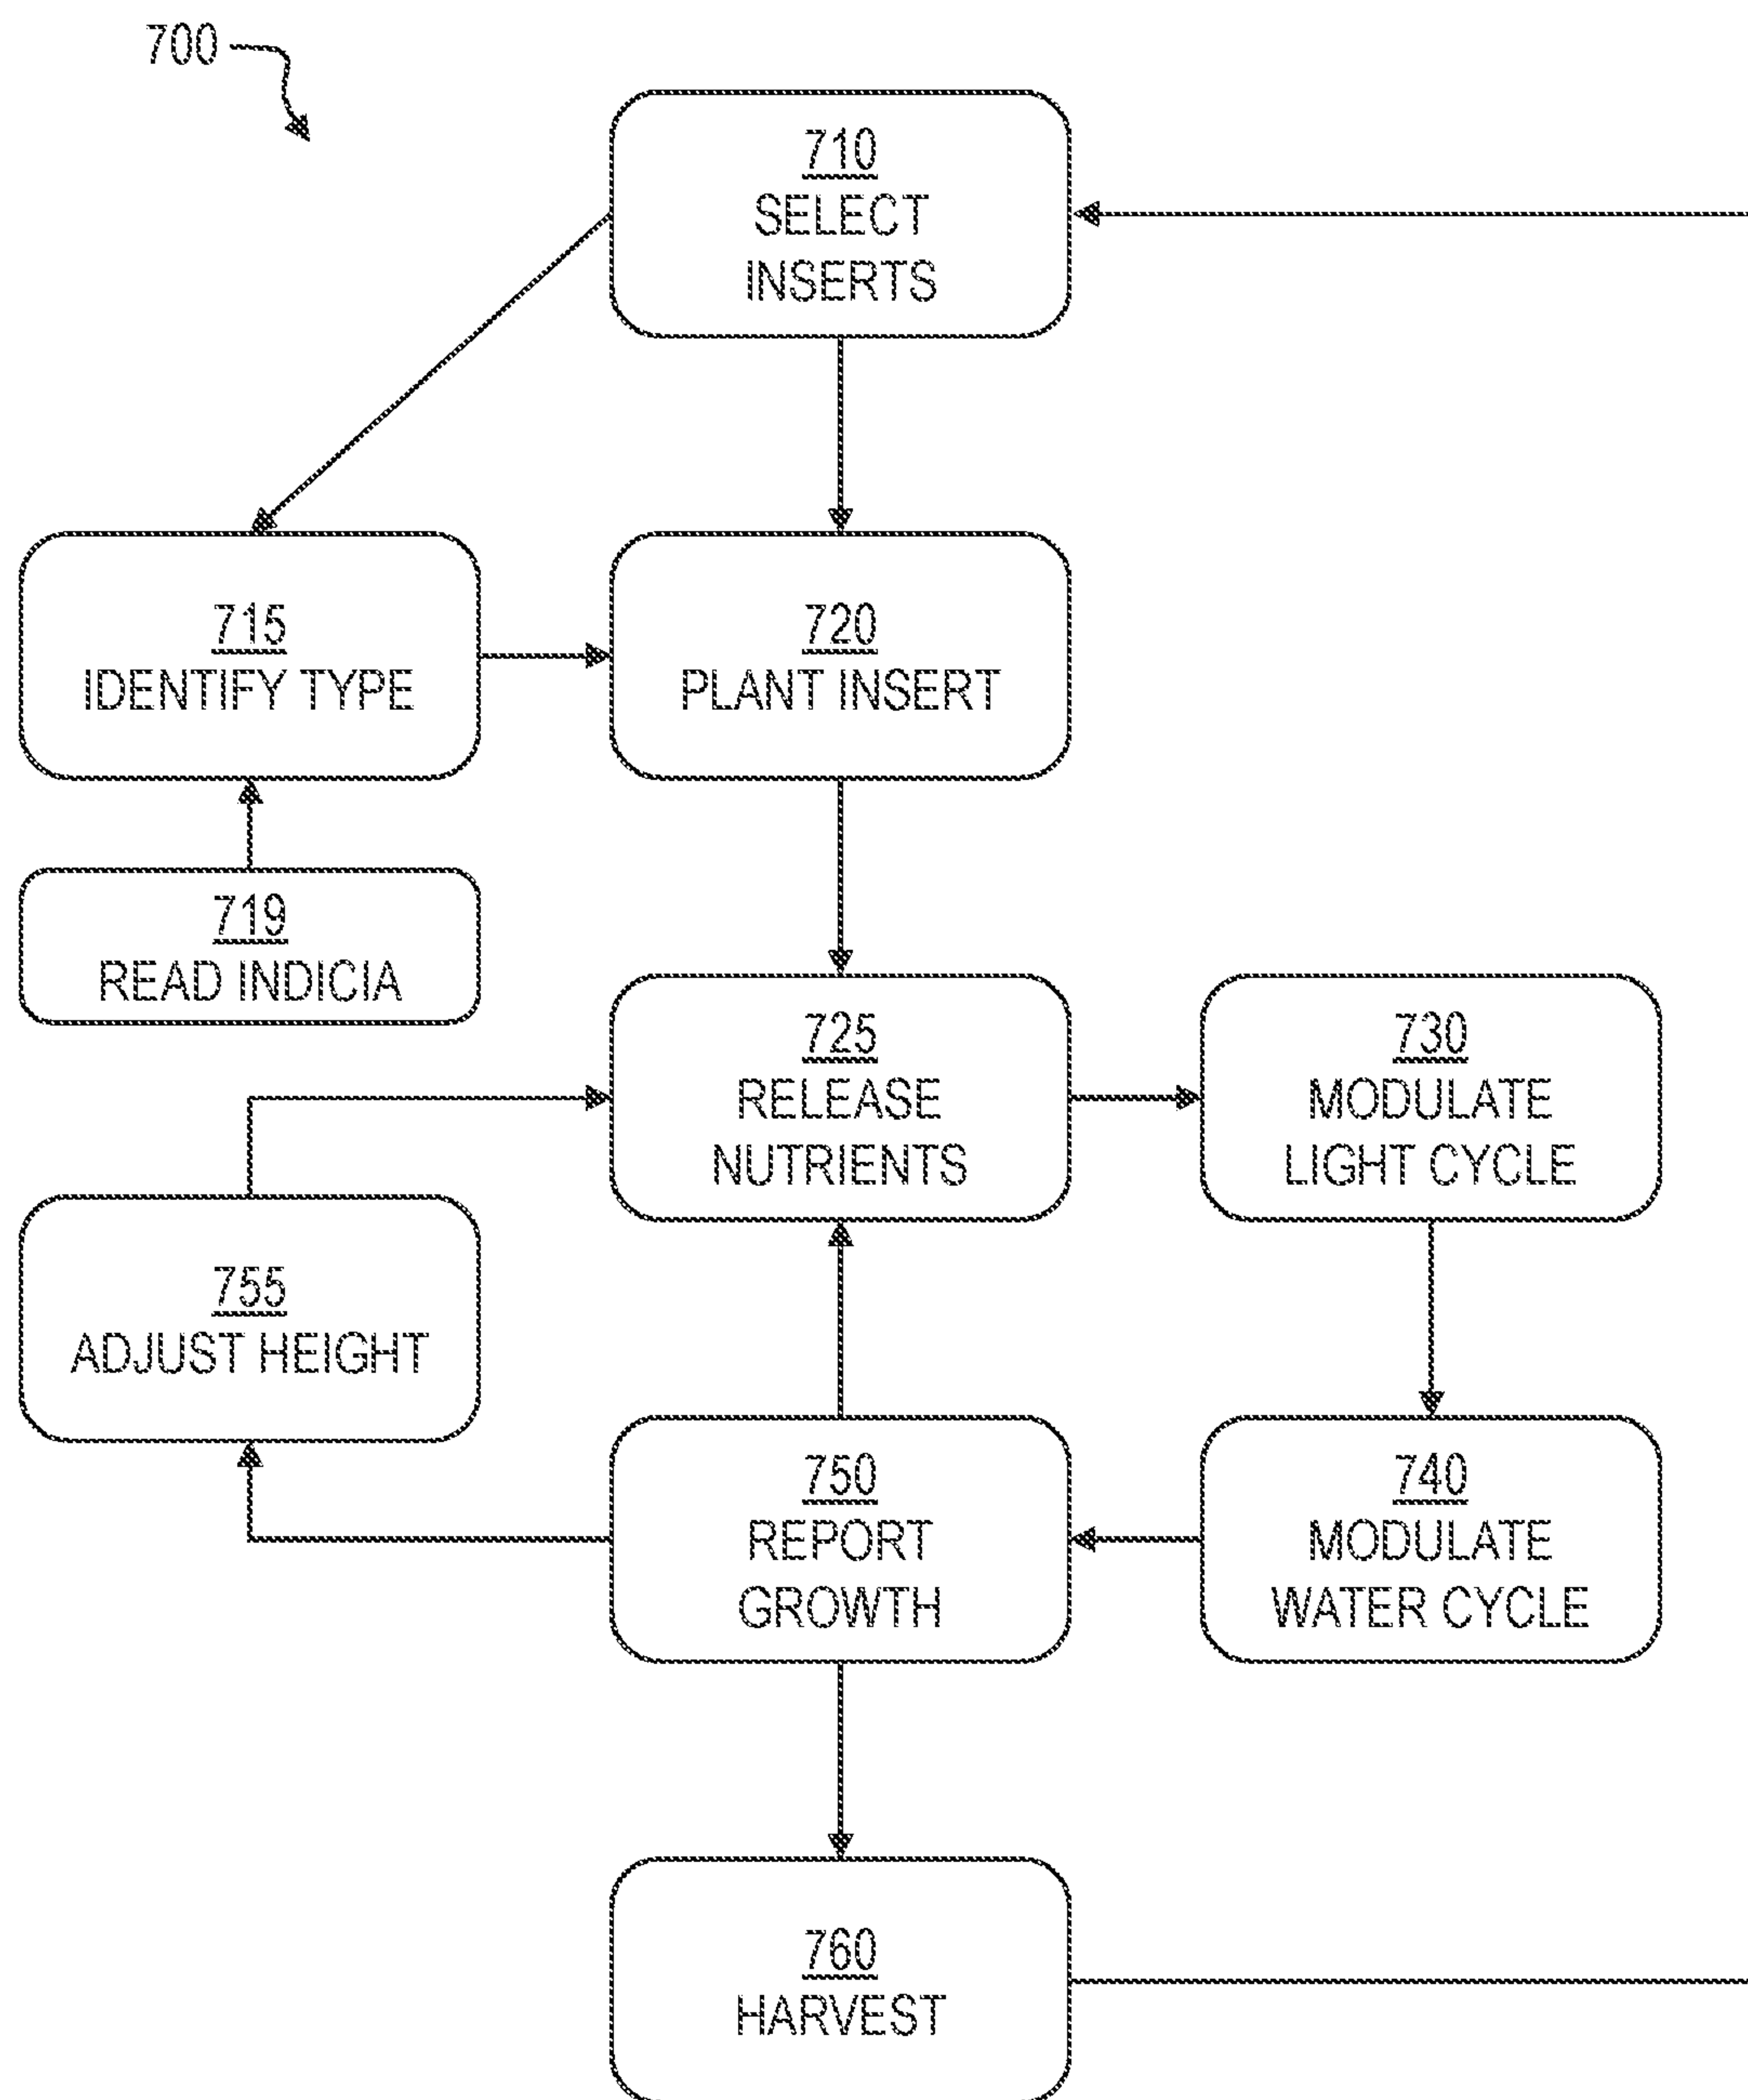 700
710
SELECT
INSERTS
715
IDENTIFY TYPE
720
PLANT INSERT
719
READ INDICIA
725
RELEASE
NUTRIENTS
730
MODULATE
LIGHT CYCLE
755
ADJUST HEIGHT
750
REPORT
GROWTH
740
MODULATE
WATER CYCLE
760
HARVEST